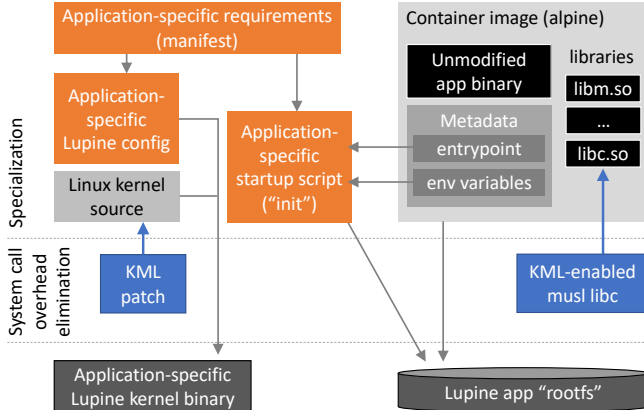 Application-specific requirements
(manifest)
Container image (alpine)
Unmodified
app binary
libraries
libm.so
...
libc.so
Metadata
entrypoint
env variables
Application-
specific
Lupine config
Application-
specific
startup script
("init")
Linux kernel
source
Specialization
System call
overhead
elimination
KML
patch
KML-enabled
musl libc
Application-specific
Lupine kernel binary
Lupine app "rootfs"